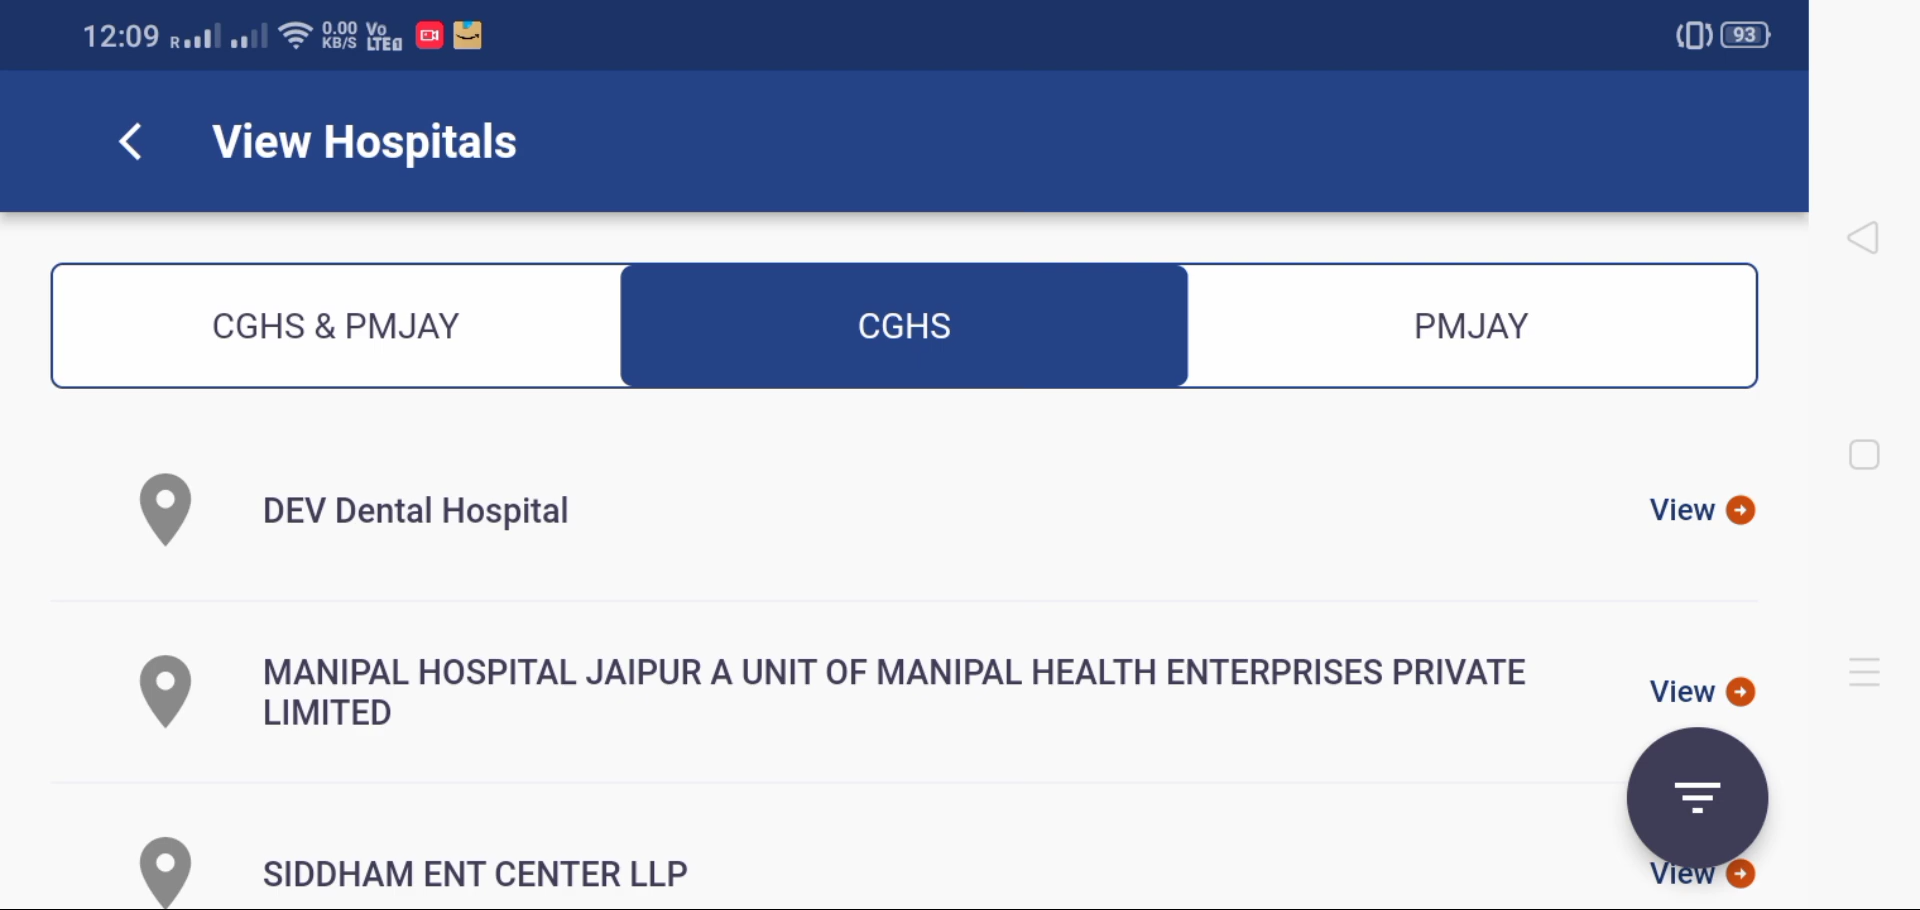 12:09 R 0.00 KB/S Vo LTE 93
View Hospitals
CGHS & PMJAY CGHS PMJAY
DEV Dental Hospital View
MANIPAL HOSPITAL JAIPUR A UNIT OF MANIPAL HEALTH ENTERPRISES PRIVATE
LIMITED View
SIDDHAM ENT CENTER LLP View